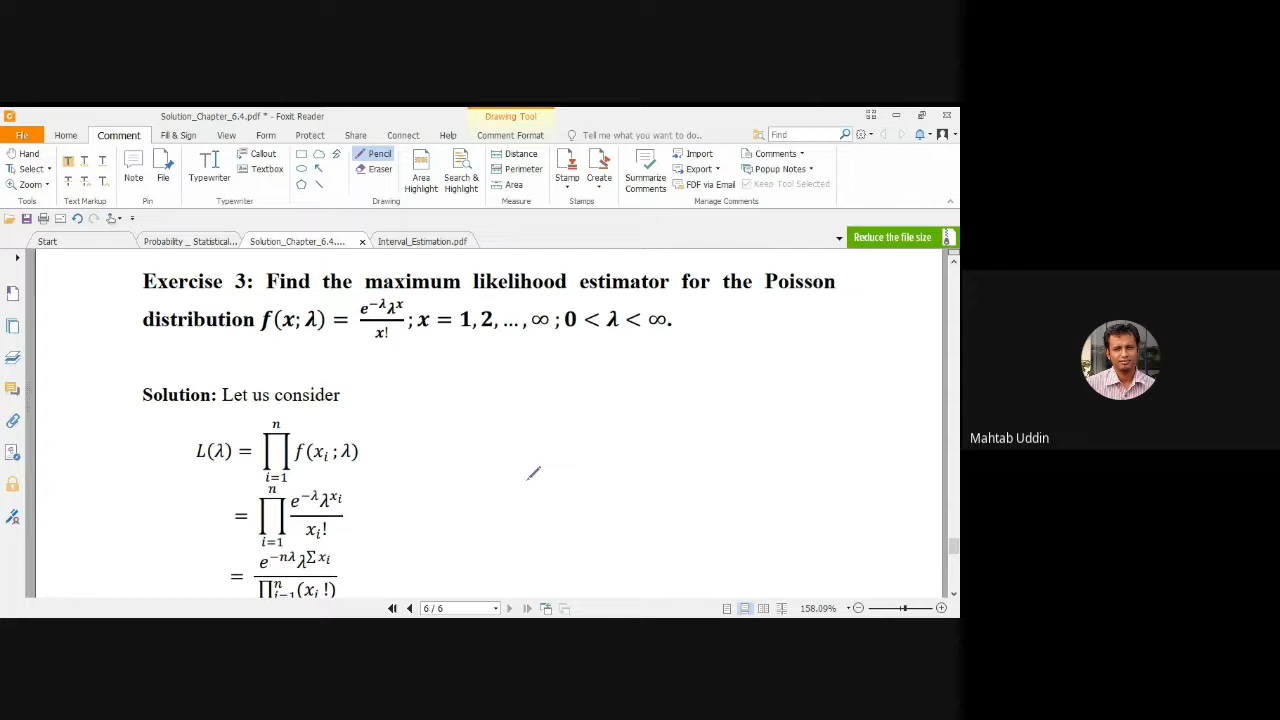 Solution_Chapter_6.4.pdf * - Foxit Reader
Drawing Tool
File Home Comment Fill & Sign View Form Protect Share Connect Help Comment Format Tell me what you want to do.. Find
Hand
Select
Zoom
Tools
T T T
T T T
Text Markup
Note
File
Pin
Typewriter
Callout
Textbox
Typewriter
Pencil
Eraser
Area Highlight
Search & Highlight
Drawing
Distance
Perimeter
Area
Measure
Stamp
Create
Stamps
Summarize Comments
Import
Export
FDF via Email
Comments
Popup Notes
Keep Tool Selected
Manage Comments
Start Probability _ Statistical... Solution_Chapter_6.4.... Interval_Estimation.pdf
Reduce the file size
Exercise 3: Find the maximum likelihood estimator for the Poisson
distribution f(x; λ) = e^{−λ}λ^x / x! ; x = 1, 2, … , ∞ ; 0 < λ < ∞.
Solution: Let us consider
L(λ) = ∏_{i=1}^{n} f(x_i ; λ)
= ∏_{i=1}^{n} e^{−λ}λ^{x_i} / x_i!
= e^{−nλ}λ^{∑ x_i} / ∏_{i=1}^{n}(x_i !)
6 / 6
158.09%
Mahtab Uddin